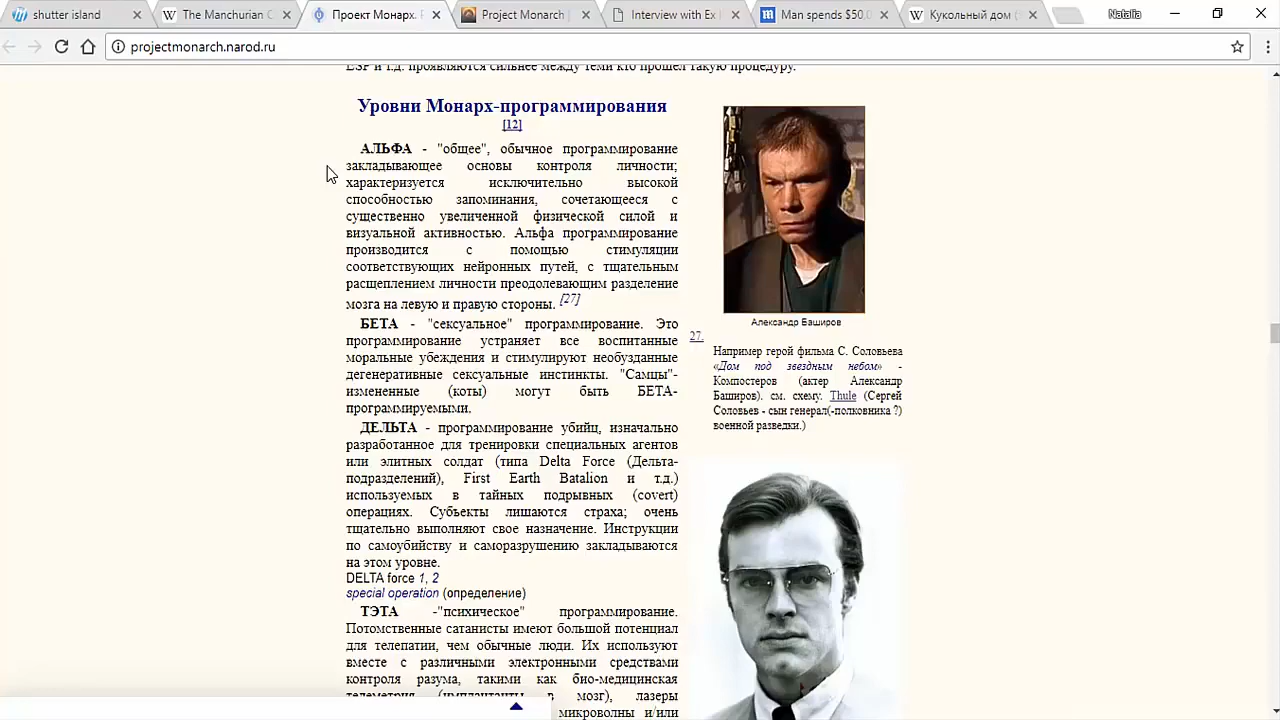 shutter island
The Manchurian C
Проект Монарх. P
Project Monarch |
Interview with Ex I
Man spends $50,0
Кукольный дом (
Natalia
projectmonarch.narod.ru
ESP и т.д. проявляются сильнее между теми кто прошел такую процедуру.
Уровни Монарх-программирования
[12]
АЛЬФА - "общее", обычное программирование
закладывающее основы контроля личности;
характеризуется исключительно высокой
способностью запоминания, сочетающееся с
существенно увеличенной физической силой и
визуальной активностью. Альфа программирование
производится с помощью стимуляции
соответствующих нейронных путей, с тщательным
расщеплением личности преодолевающим разделение
мозга на левую и правую стороны. [27]
БЕТА - "сексуальное" программирование. Это
программирование устраняет все воспитанные
моральные убеждения и стимулируют необузданные
дегенеративные сексуальные инстинкты. "Самцы"-
измененные (коты) могут быть БЕТА-
программируемыми.
ДЕЛЬТА - программирование убийц, изначально
разработанное для тренировки специальных агентов
или элитных солдат (типа Delta Force (Дельта-
подразделений), First Earth Batalion и т.д.)
используемых в тайных подрывных (covert)
операциях. Субъекты лишаются страха; очень
тщательно выполняют свое назначение. Инструкции
по самоубийству и саморазрушению закладываются
на этом уровне.
DELTA force 1, 2
special operation (определение)
ТЭТА -"психическое" программирование.
Потомственные сатанисты имеют большой потенциал
для телепатии, чем обычные люди. Их используют
вместе с различными электронными средствами
контроля разума, такими как био-медицинская
телеметрия (имплантанты в мозг), лазеры
микроволны и/или
Александр Баширов
27.
Например герой фильма С. Соловьева
«Дом под звездным небом» -
Компостеров (актер Александр
Баширов). см. схему. Thule (Сергей
Соловьев - сын генерал(-полковника ?)
военной разведки.)